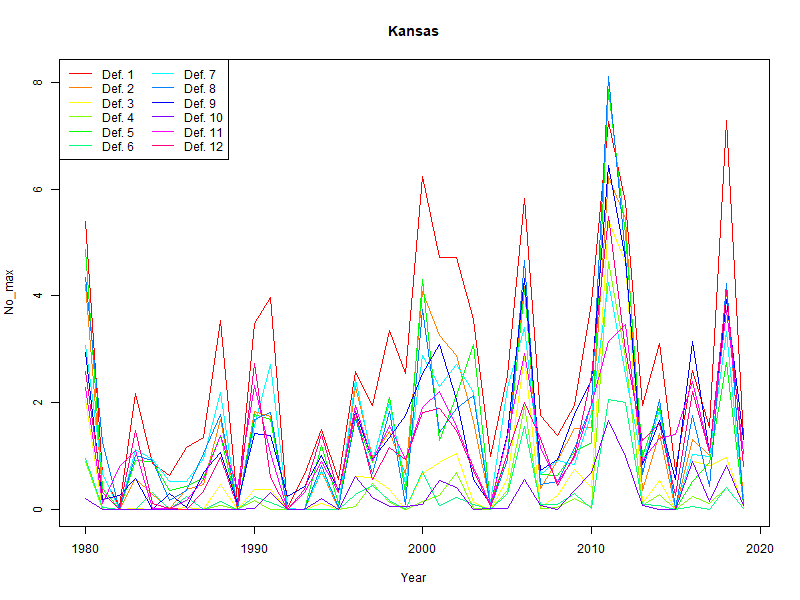 Kansas
Def. 1
Def. 2
Def. 3
Def. 4
Def. 5
Def. 6
Def. 7
Def. 8
Def. 9
Def. 10
Def. 11
Def. 12
No_max
8
6
4
2
0
1980 1990 2000 2010 2020
Year